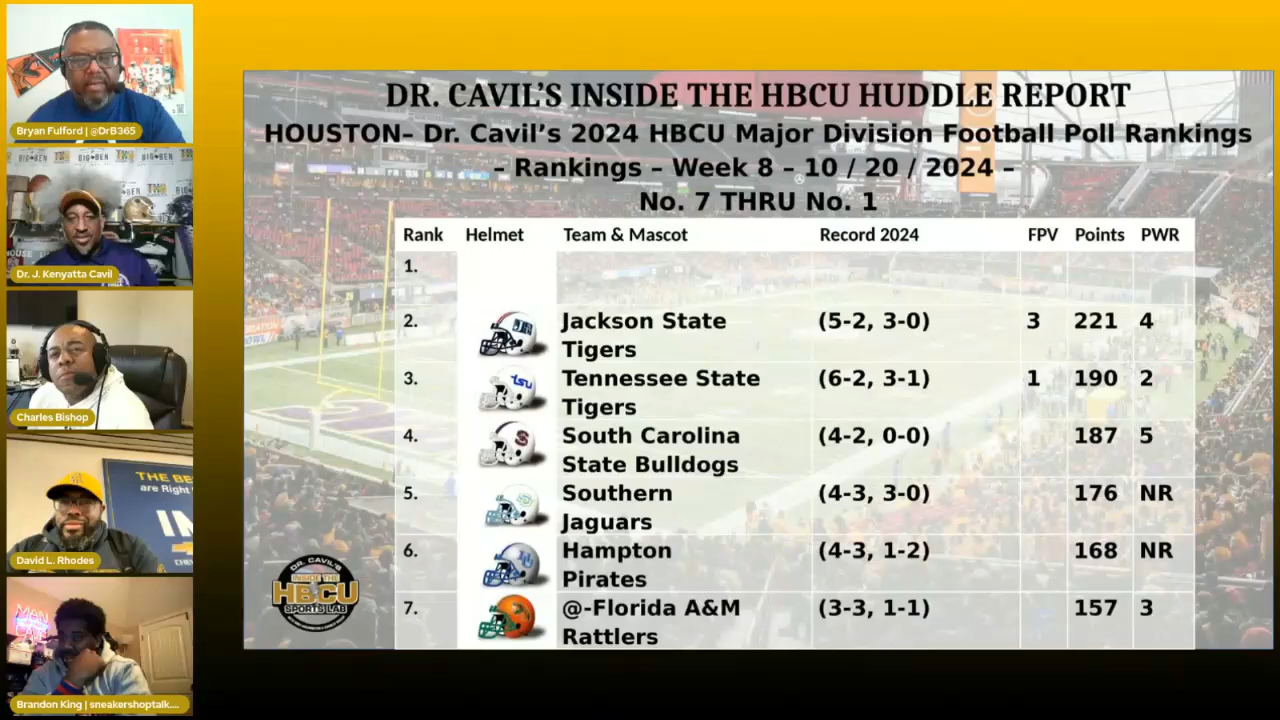 Bryan Fulford | @DrB365
Dr. J. Kenyatta Cavil
Charles Bishop
THE BE
are Right
David L. Rhodes
MAN
CAVE
Brandon King | sneakershoptalk....
DR. CAVIL'S INSIDE THE HBCU HUDDLE REPORT
HOUSTON– Dr. Cavil's 2024 HBCU Major Division Football Poll Rankings
– Rankings – Week 8 – 10 / 20 / 2024 –
No. 7 THRU No. 1
Rank Helmet Team & Mascot Record 2024 FPV Points PWR
1.
2. Jackson State (5-2, 3-0) 3 221 4
Tigers
3. Tennessee State (6-2, 3-1) 1 190 2
Tigers
4. South Carolina (4-2, 0-0) 187 5
State Bulldogs
5. Southern (4-3, 3-0) 176 NR
Jaguars
6. Hampton (4-3, 1-2) 168 NR
Pirates
7. @-Florida A&M (3-3, 1-1) 157 3
Rattlers
DR. CAVIL'S
INSIDE THE
HBCU
SPORTS LAB